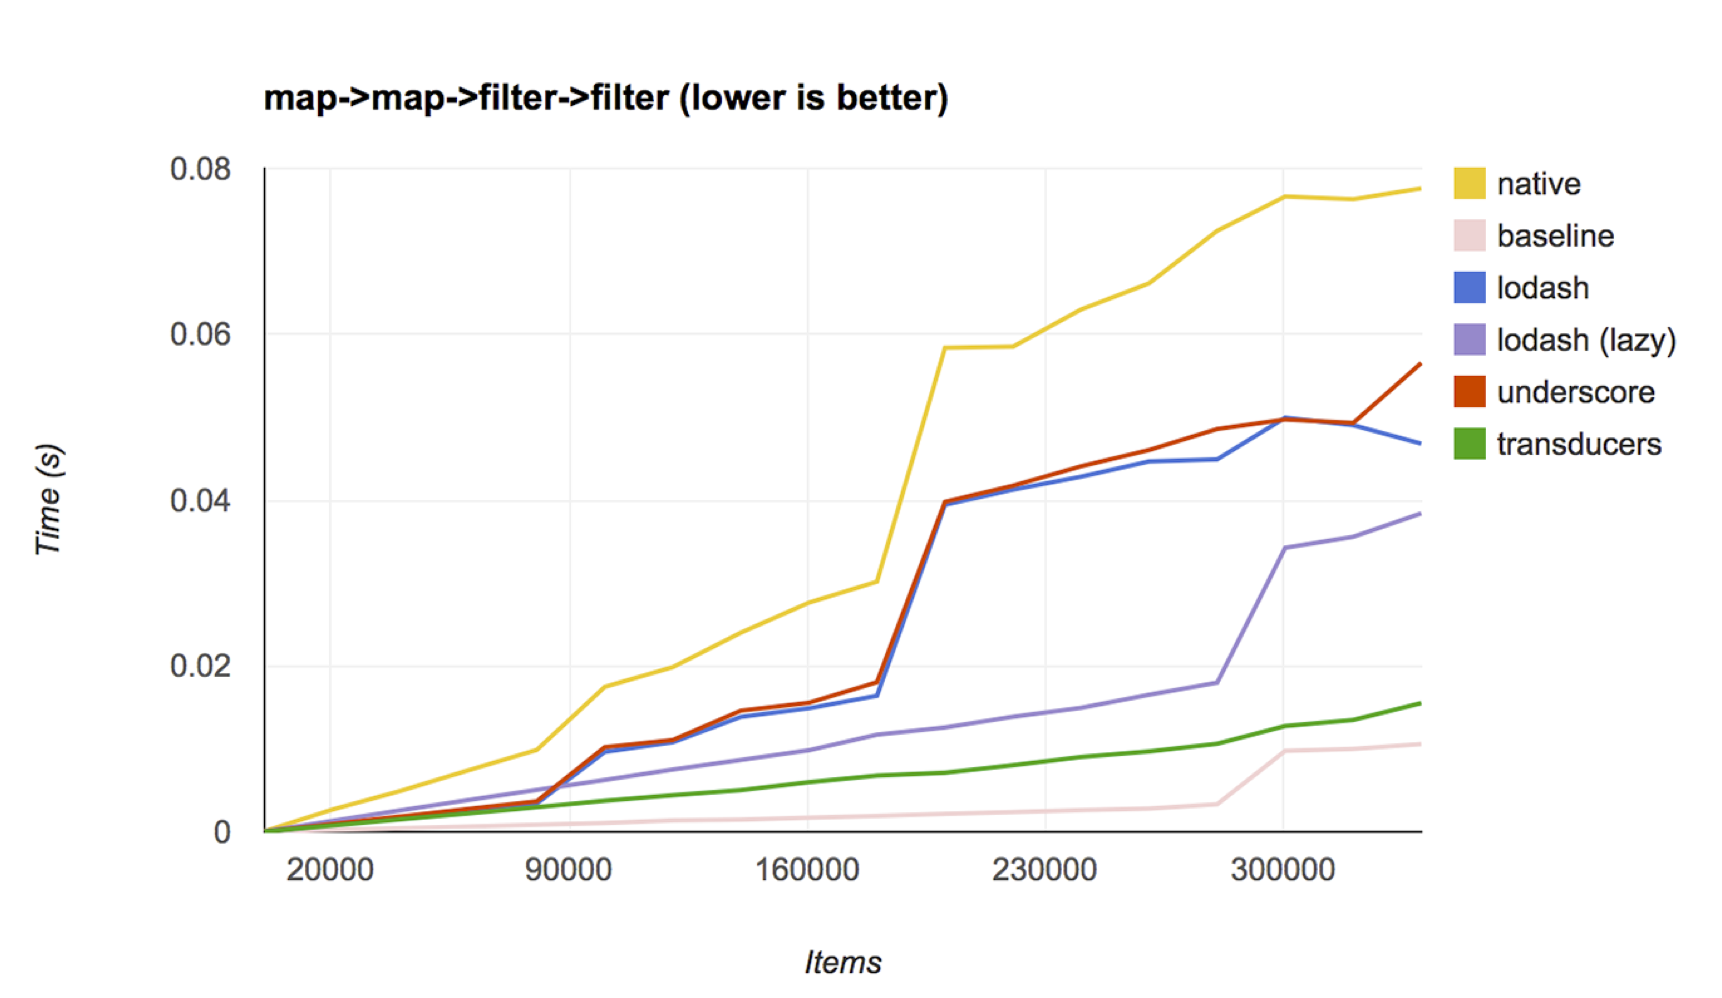 map->map->filter->filter (lower is better)
0.08
0.06
0.04
0.02
0
Time (s)
20000
90000
160000
230000
300000
Items
native
baseline
lodash
lodash (lazy)
underscore
transducers